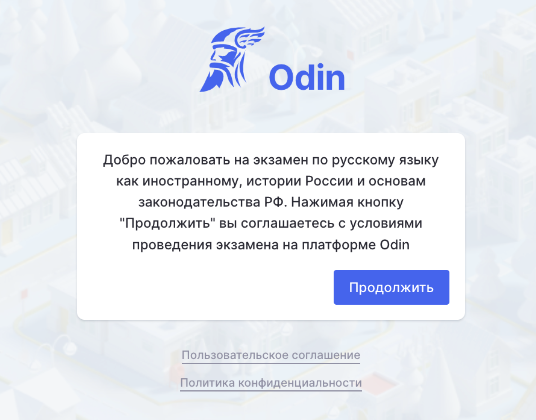 Odin
Добро пожаловать на экзамен по русскому языку
как иностранному, истории России и основам
законодательства РФ. Нажимая кнопку
"Продолжить" вы соглашаетесь с условиями
проведения экзамена на платформе Odin
Продолжить
Пользовательское соглашение
Политика конфиденциальности